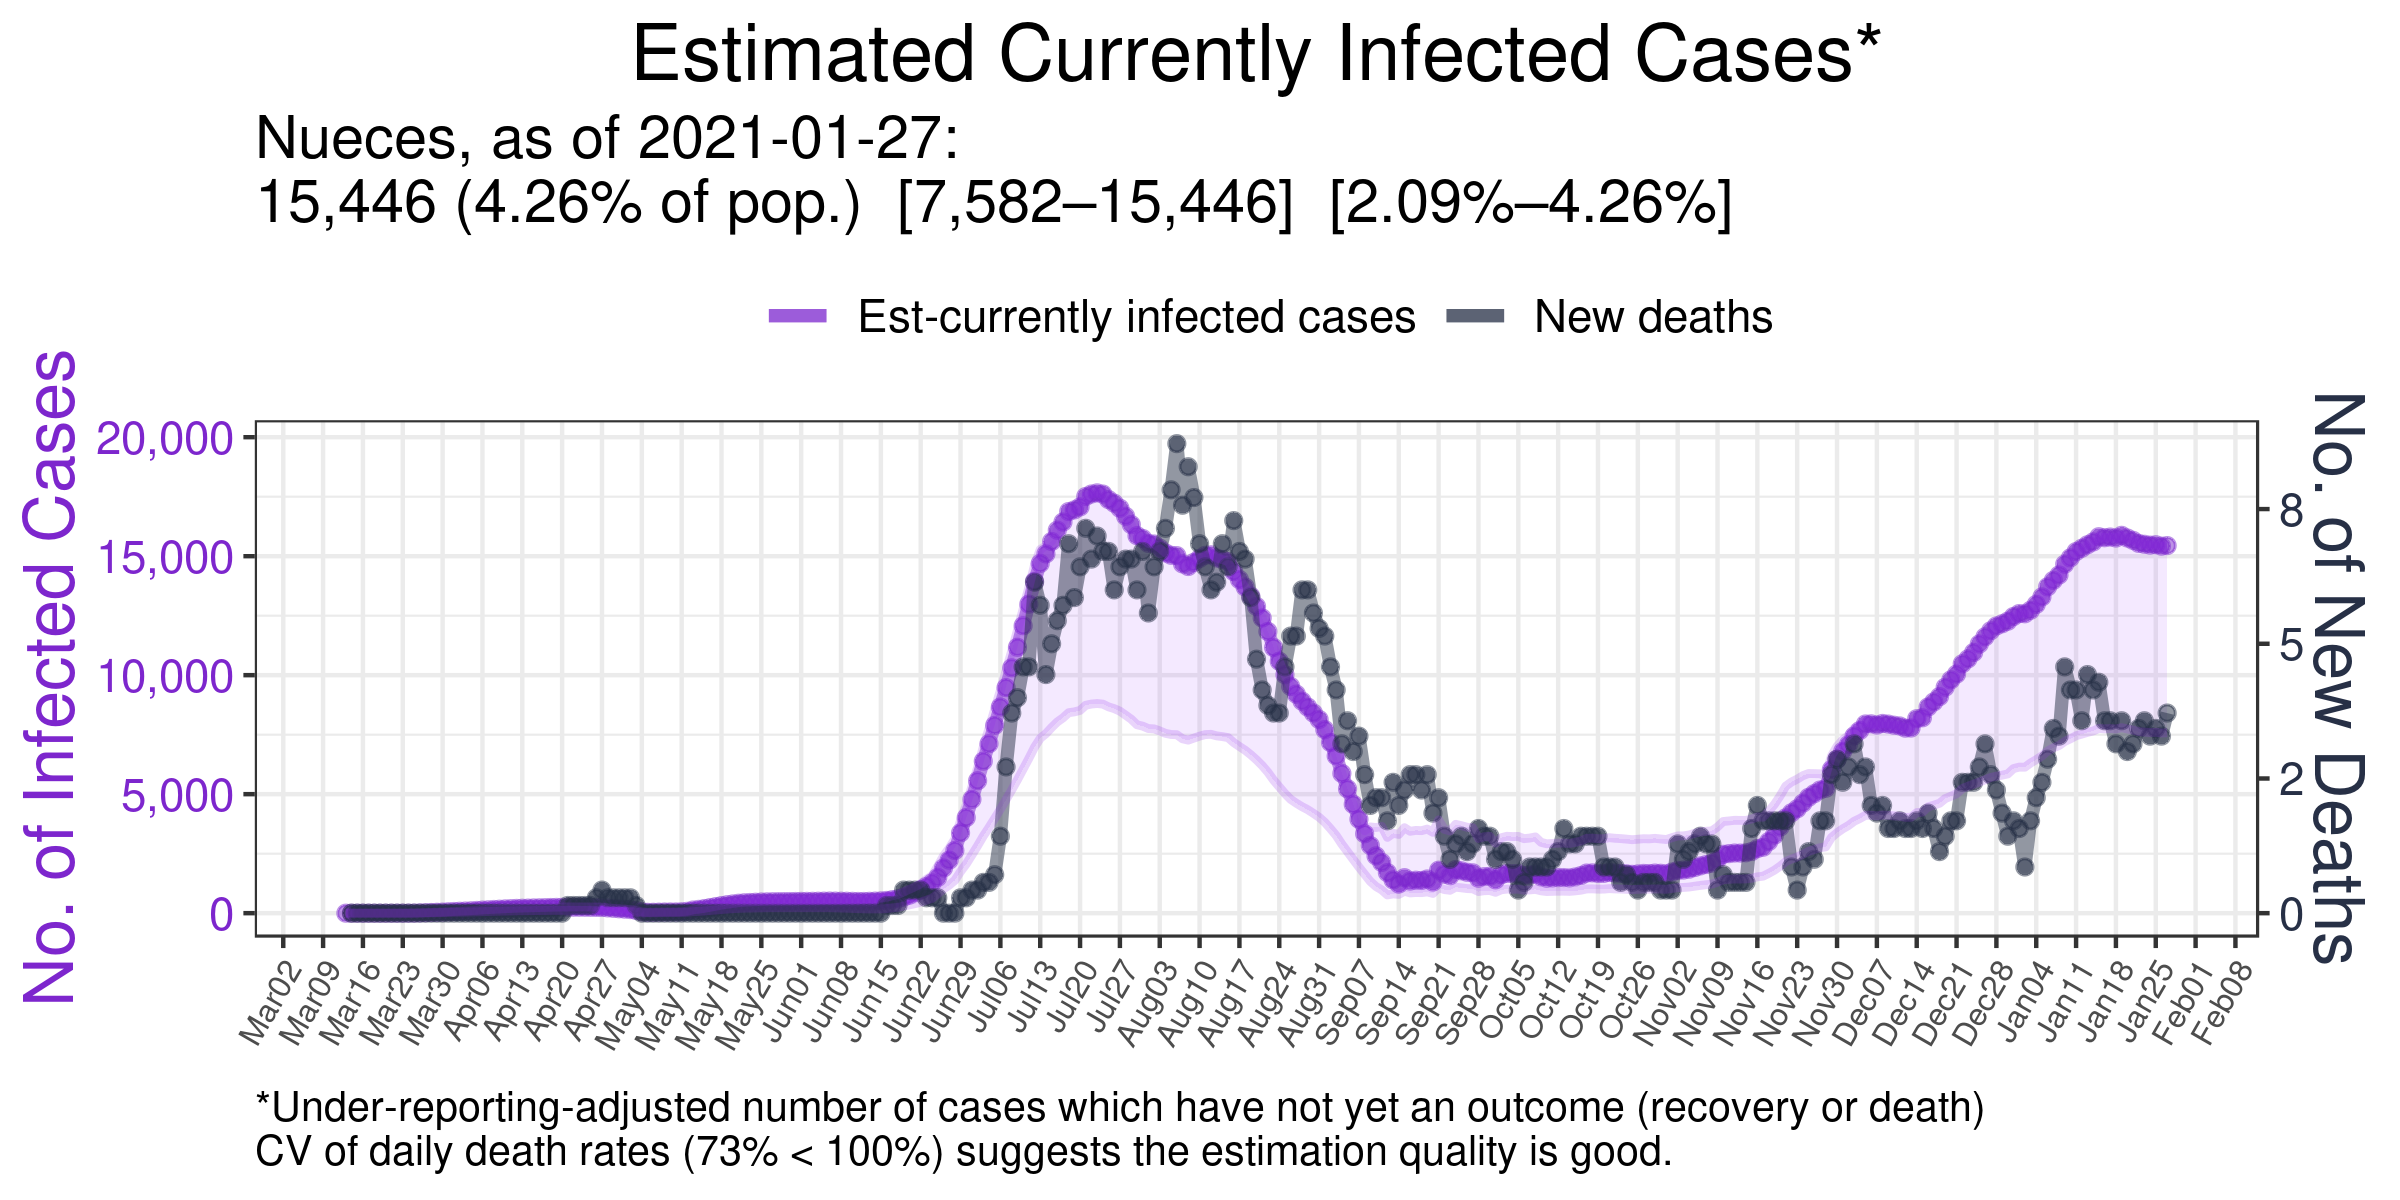 Estimated Currently Infected Cases*
Nueces, as of 2021-01-27:
15,446 (4.26% of pop.)  [7,582–15,446]  [2.09%–4.26%]
Est-currently infected cases
New deaths
No. of Infected Cases
20,000
15,000
10,000
5,000
0
8
5
2
0
No. of New Deaths
Mar02
Mar09
Mar16
Mar23
Mar30
Apr06
Apr13
Apr20
Apr27
May04
May11
May18
May25
Jun01
Jun08
Jun15
Jun22
Jun29
Jul06
Jul13
Jul20
Jul27
Aug03
Aug10
Aug17
Aug24
Aug31
Sep07
Sep14
Sep21
Sep28
Oct05
Oct12
Oct19
Oct26
Nov02
Nov09
Nov16
Nov23
Nov30
Dec07
Dec14
Dec21
Dec28
Jan04
Jan11
Jan18
Jan25
Feb01
Feb08
*Under-reporting-adjusted number of cases which have not yet an outcome (recovery or death)
CV of daily death rates (73% < 100%) suggests the estimation quality is good.